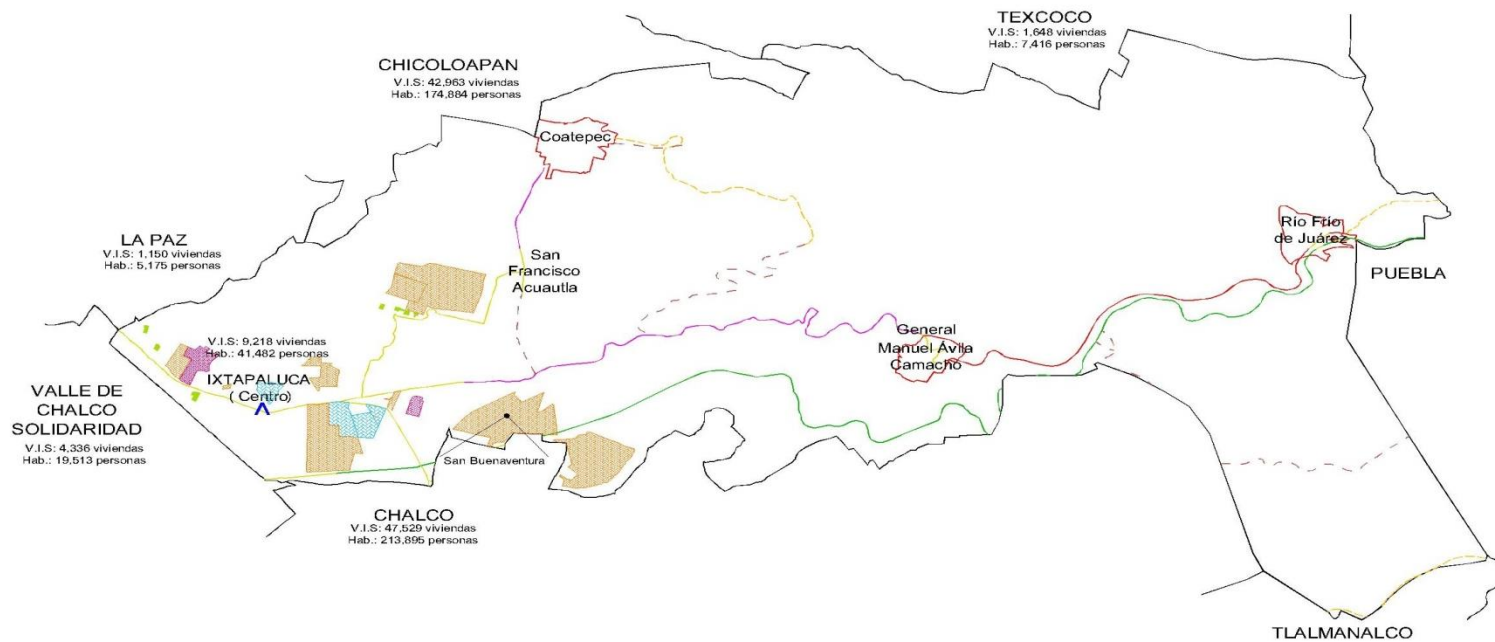 TEXCOCO
V.I.S: 1,648 viviendas
Hab.: 7,416 personas
CHICOLOAPAN
V.I.S: 42,963 viviendas
Hab.: 174,884 personas
Coatepec
LA PAZ
V.I.S: 1,150 viviendas
Hab.: 5,175 personas
San
Francisco
Acuautla
Río Frío
de Juárez
PUEBLA
V.I.S: 9,218 viviendas
Hab.: 41,482 personas
IXTAPALUCA
( Centro)
General
Manuel Ávila
Camacho
VALLE DE
CHALCO
SOLIDARIDAD
V.I.S: 4,336 viviendas
Hab.: 19,513 personas
San Buenaventura
CHALCO
V.I.S: 47,529 viviendas
Hab.: 213,895 personas
TLALMANALCO